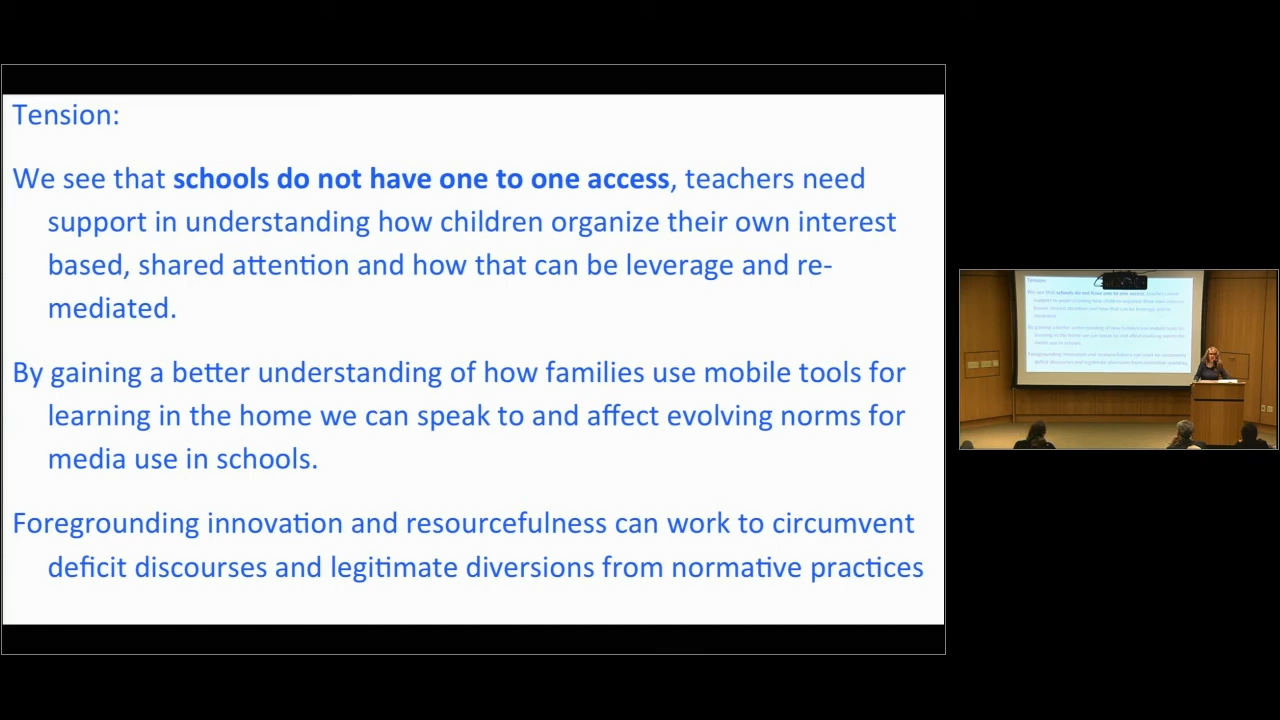 Tension:
We see that schools do not have one to one access, teachers need
support in understanding how children organize their own interest
based, shared attention and how that can be leverage and re-
mediated.
By gaining a better understanding of how families use mobile tools for
learning in the home we can speak to and affect evolving norms for
media use in schools.
Foregrounding innovation and resourcefulness can work to circumvent
deficit discourses and legitimate diversions from normative practices